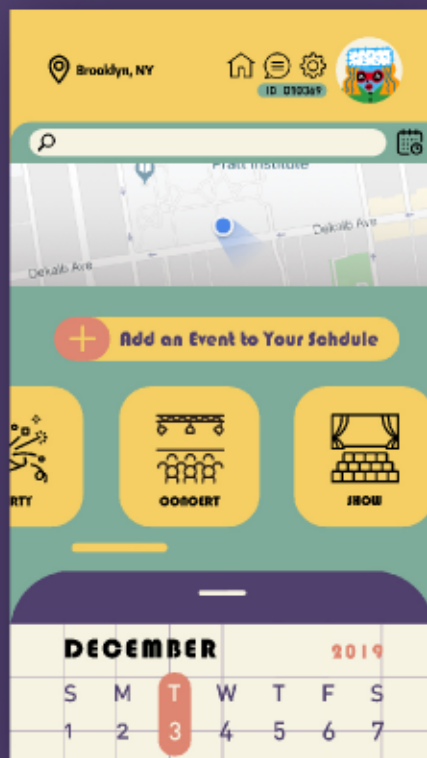 Brooklyn, NY
ID 010369
Pratt Institute
Dekalb Ave
Dekalb Ave
Add an Event to Your Schdule
RTY
CONCERT
SHOW
DECEMBER 2019
S M T W T F S
1 2 3 4 5 6 7